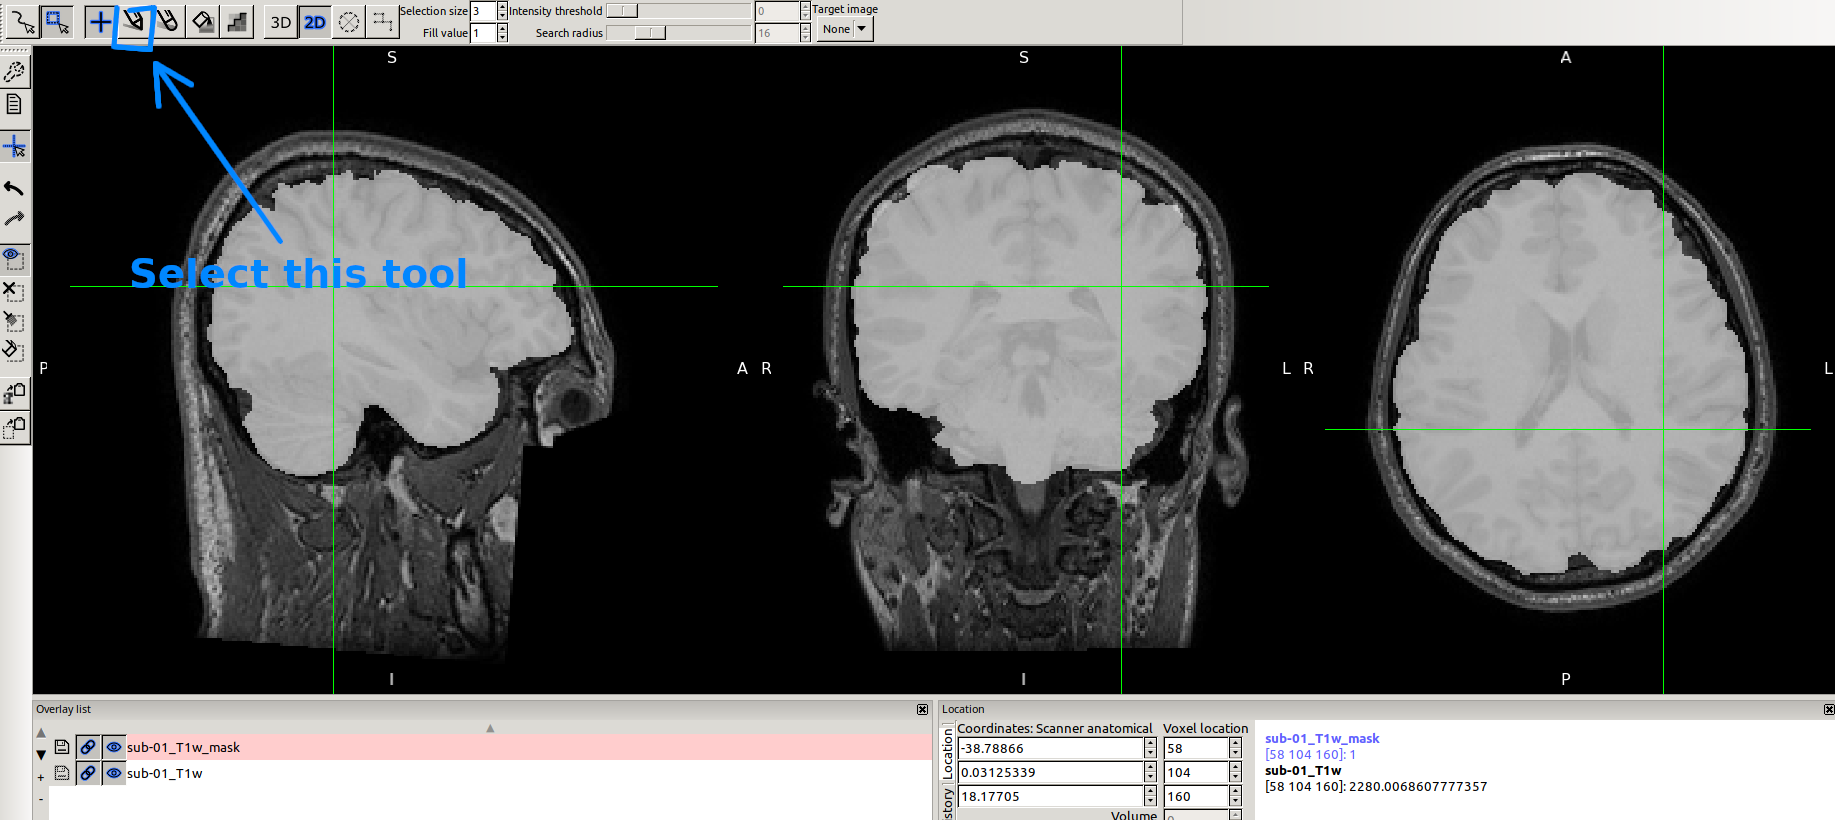 Selection size 3 Intensity threshold 0 Target image
3D 2D
Fill value 1 Search radius 16 None
S S A
Select this tool
P A R L R L
I I P
Overlay list
sub-01_T1w_mask
sub-01_T1w
+
-
Location
Location
Coordinates: Scanner anatomical Voxel location
-38.78866 58
0.03125339 104
18.17705 160
Volume 0
sub-01_T1w_mask
[58 104 160]: 1
sub-01_T1w
[58 104 160]: 2280.0068607777357